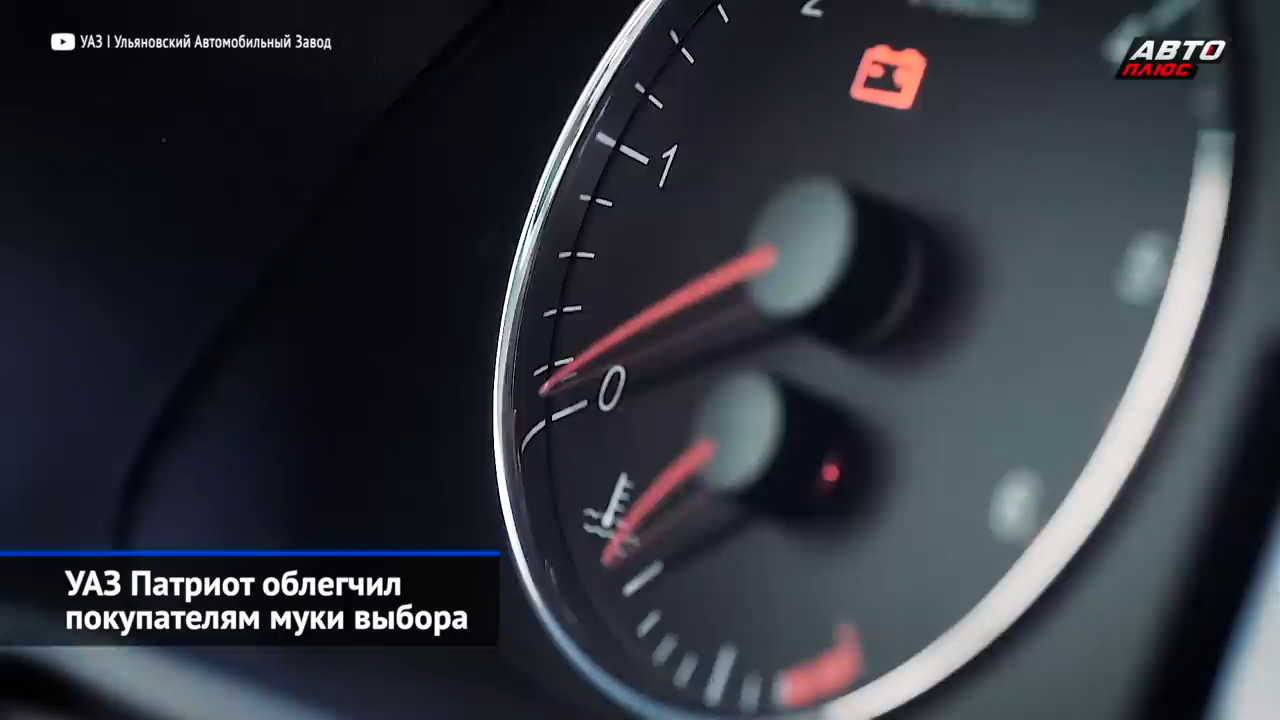 УАЗ | Ульяновский Автомобильный Завод
АВТО
ПЛЮС
2
1
0
УАЗ Патриот облегчил
покупателям муки выбора